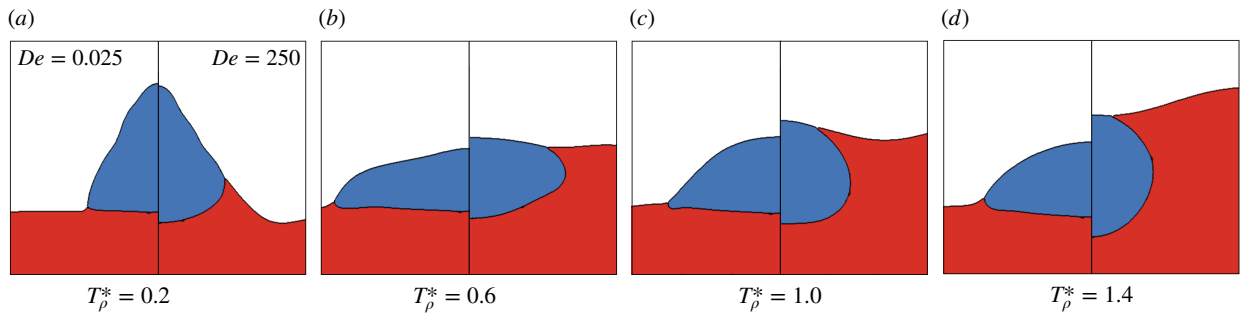 (a)
(b)
(c)
(d)
De = 0.025
De = 250
T*ρ = 0.2
T*ρ = 0.6
T*ρ = 1.0
T*ρ = 1.4